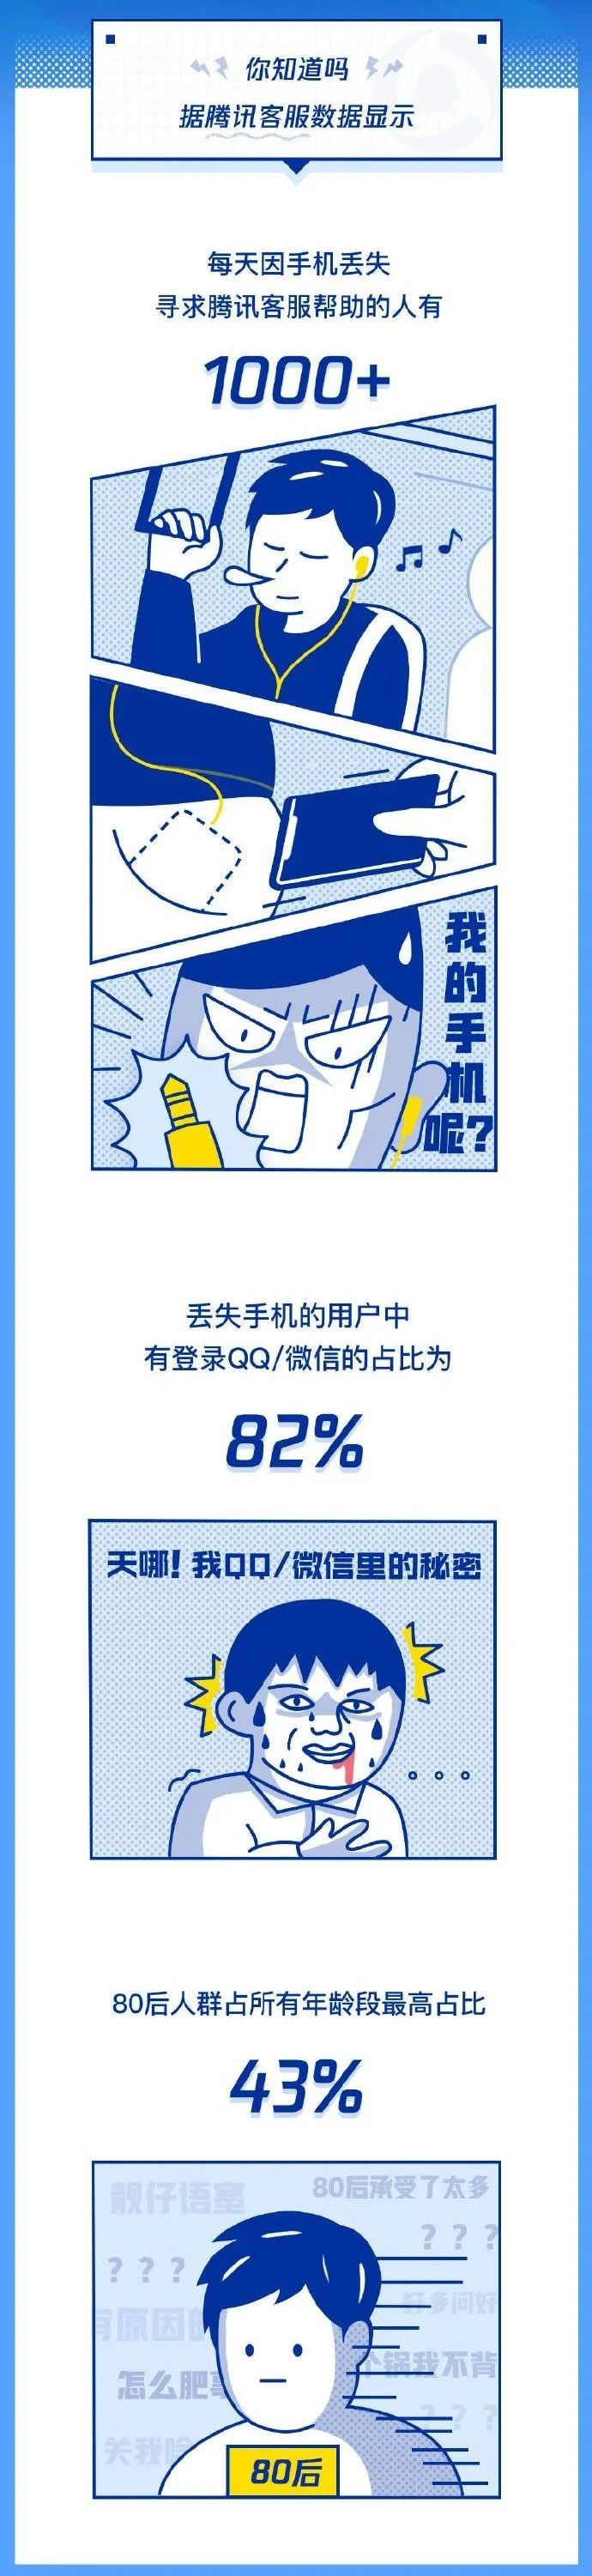 你知道吗
据腾讯客服数据显示
每天因手机丢失
寻求腾讯客服帮助的人有
1000+
我的手机呢?
丢失手机的用户中
有登录QQ/微信的占比为
82%
天哪! 我QQ/微信里的秘密
80后人群占所有年龄段最高占比
43%
靓仔语塞
80后承受了太多
? ? ?
? ? ?
好多问好
有原因的
个锅我不背
怎么肥事
? ? ?
关我啥
80后